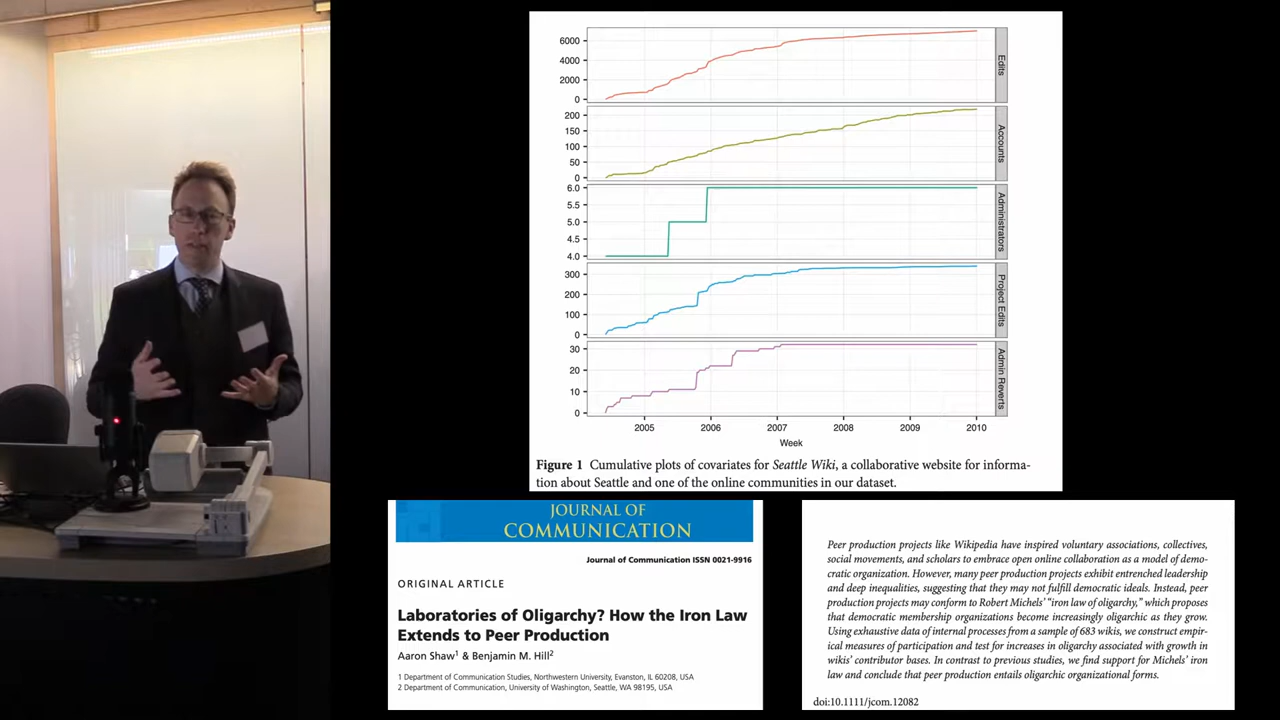 6000
4000
2000
0
Edits
200
150
100
50
0
Accounts
6.0
5.5
5.0
4.5
4.0
Administrators
300
200
100
0
Project Edits
30
20
10
0
Admin Reverts
2005 2006 2007 2008 2009 2010
Week
Figure 1 Cumulative plots of covariates for Seattle Wiki, a collaborative website for informa-
tion about Seattle and one of the online communities in our dataset.
JOURNAL OF
COMMUNICATION
Journal of Communication ISSN 0021-9916
ORIGINAL ARTICLE
Laboratories of Oligarchy? How the Iron Law
Extends to Peer Production
Aaron Shaw1 & Benjamin M. Hill2
1 Department of Communication Studies, Northwestern University, Evanston, IL 60208, USA
2 Department of Communication, University of Washington, Seattle, WA 98195, USA
Peer production projects like Wikipedia have inspired voluntary associations, collectives,
social movements, and scholars to embrace open online collaboration as a model of demo-
cratic organization. However, many peer production projects exhibit entrenched leadership
and deep inequalities, suggesting that they may not fulfill democratic ideals. Instead, peer
production projects may conform to Robert Michels' "iron law of oligarchy," which proposes
that democratic membership organizations become increasingly oligarchic as they grow.
Using exhaustive data of internal processes from a sample of 683 wikis, we construct empir-
ical measures of participation and test for increases in oligarchy associated with growth in
wikis' contributor bases. In contrast to previous studies, we find support for Michels' iron
law and conclude that peer production entails oligarchic organizational forms.
doi:10.1111/jcom.12082